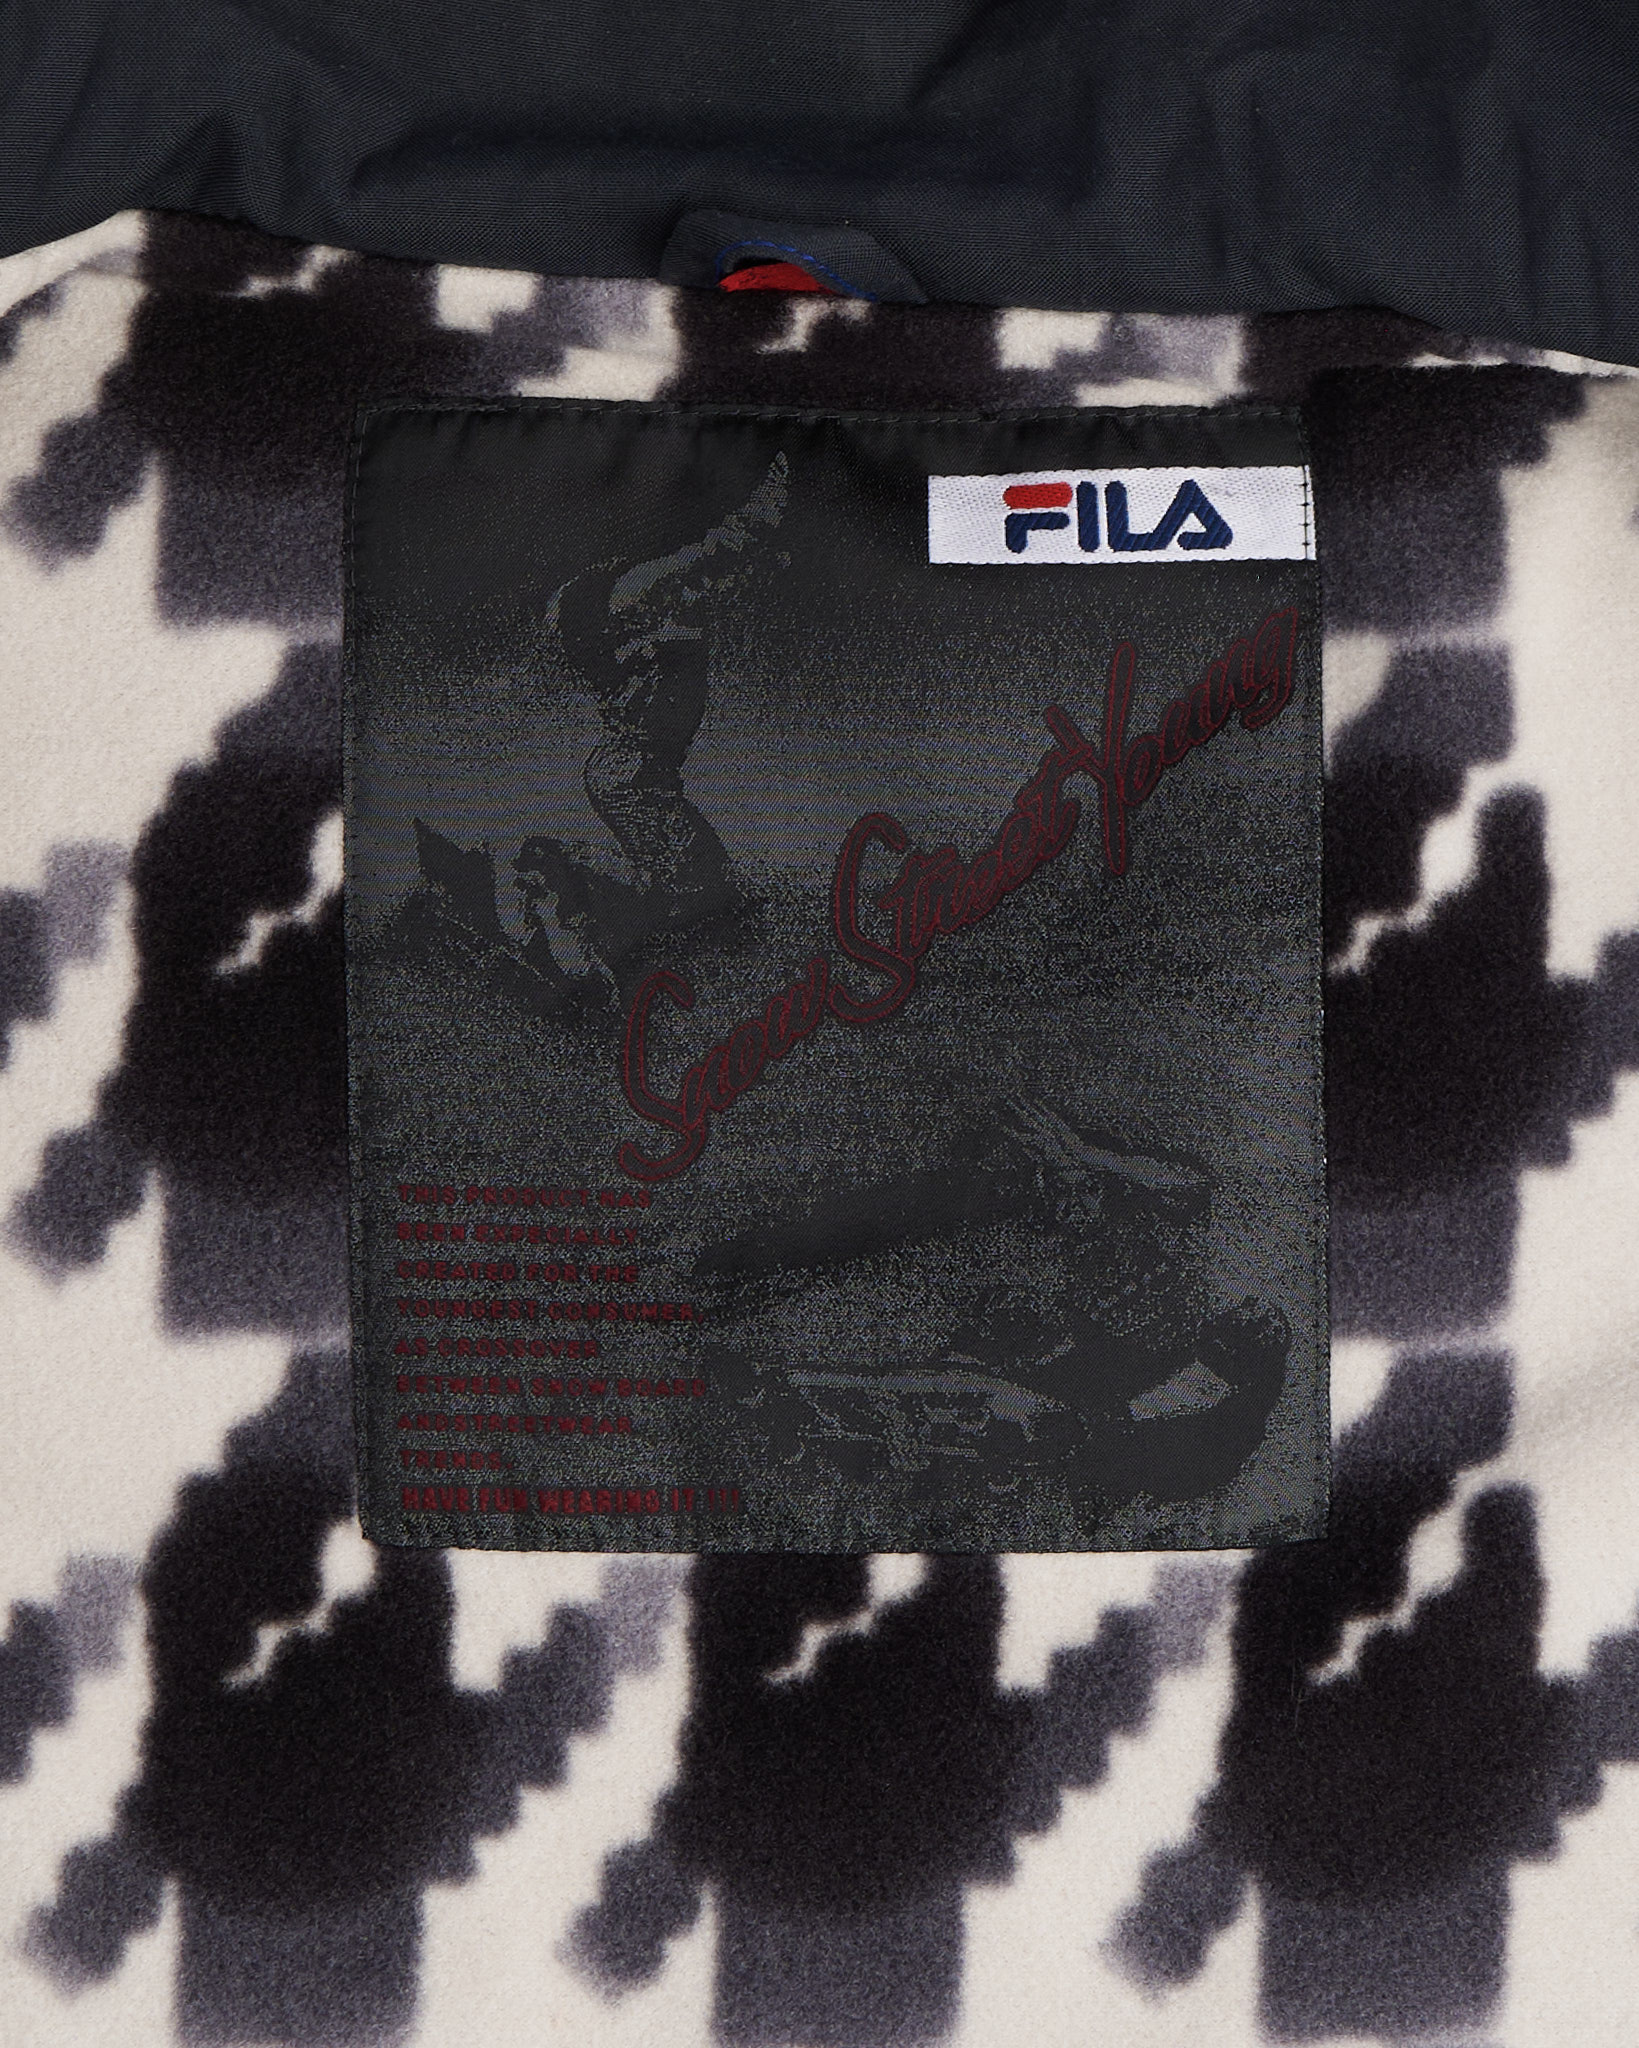 FILA
Snow Street Young
THIS PRODUCT HAS
BEEN EXPECIALLY
CREATED FOR THE
YOUNGEST CONSUMER,
AS CROSSOVER
BETWEEN SNOW BOARD
AND STREETWEAR
TRENDS.
HAVE FUN WEARING IT !!!